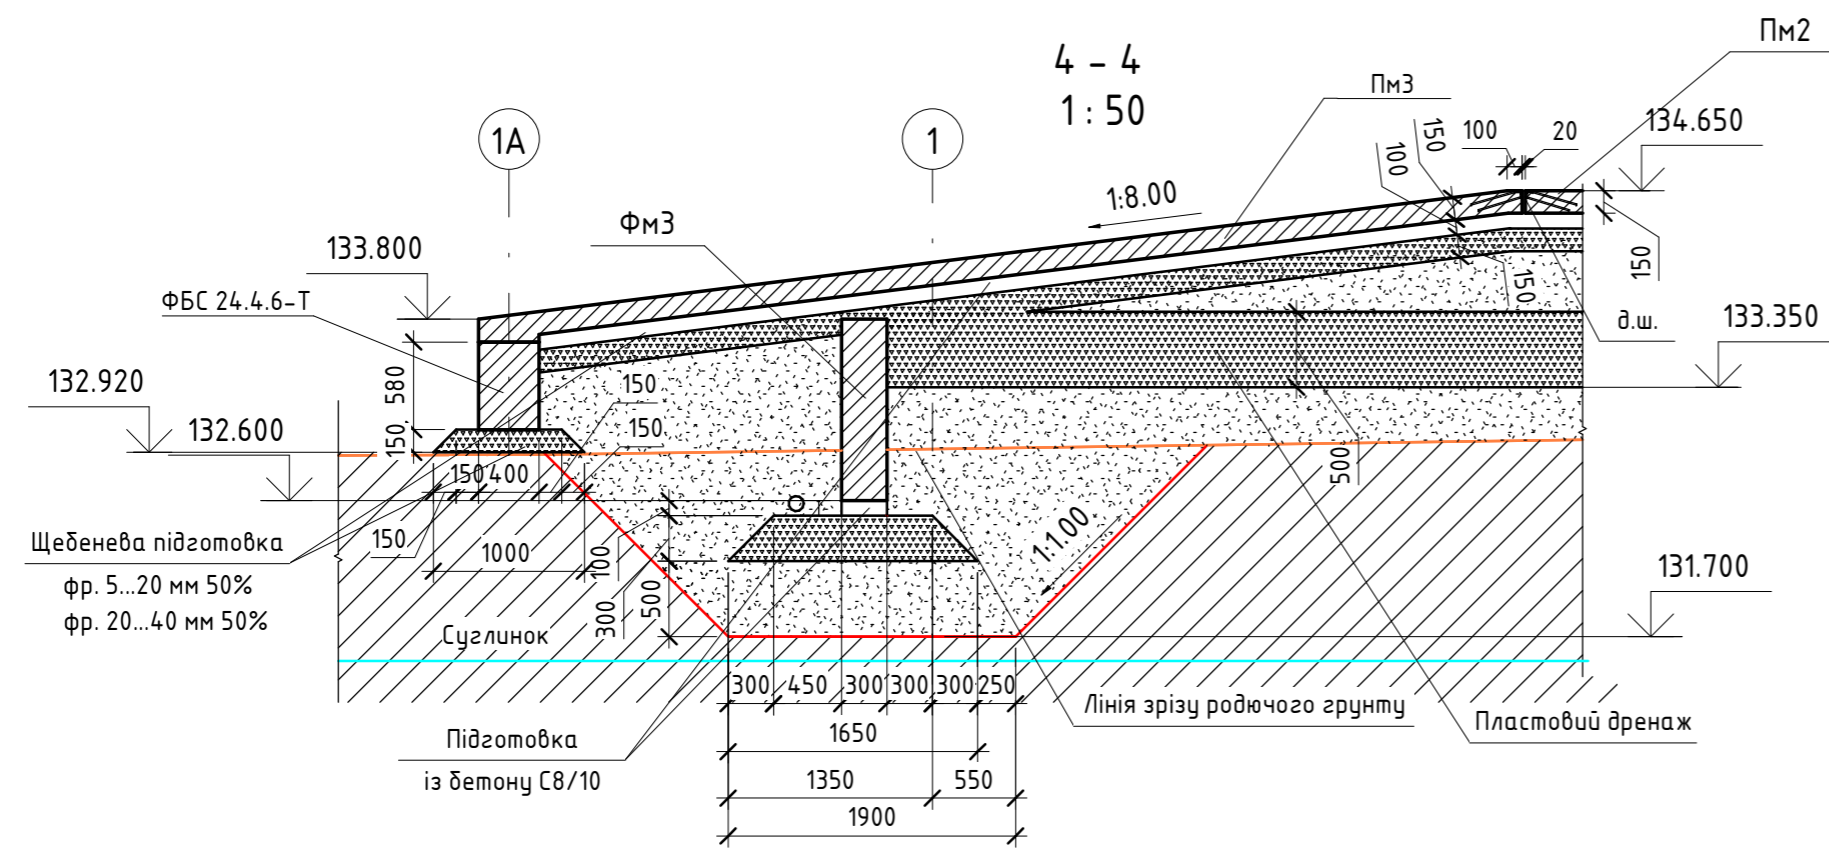 4 - 4
1 : 50
Пм2
Пм3
1А
1
150
100
100
20
134.650
1:8.00
Фм3
133.800
ФБС 24.4.6-Т
150
150
д.ш.
133.350
132.920
132.600
580
150
150
150
500
150
400
150
1000
Щебенева підготовка
фр. 5...20 мм 50%
фр. 20...40 мм 50%
100
300
500
1:1.00
131.700
Суглинок
300
450
300
300
300
250
Лінія зрізу родючого грунту
Пластовий дренаж
1650
Підготовка
із бетону С8/10
1350
550
1900